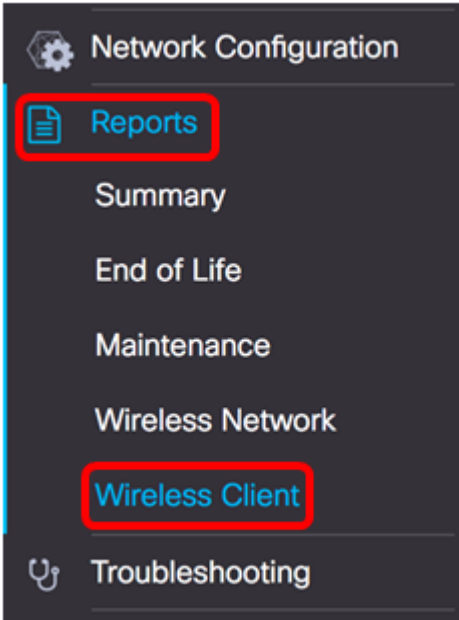 Network Configuration
Reports
Summary
End of Life
Maintenance
Wireless Network
Wireless Client
Troubleshooting